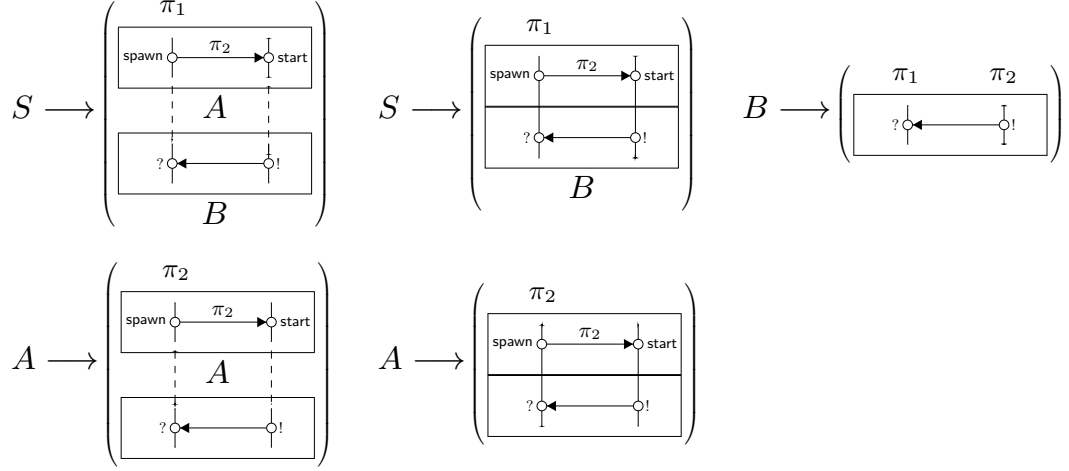 π₁ π₁ π₁ π₂
spawn π₂ start spawn π₂ start
S ⟶ A S ⟶ B ⟶ ? !
? ! ? !
B B
π₂ π₂
spawn π₂ start spawn π₂ start
A ⟶ A A ⟶
? ! ? !